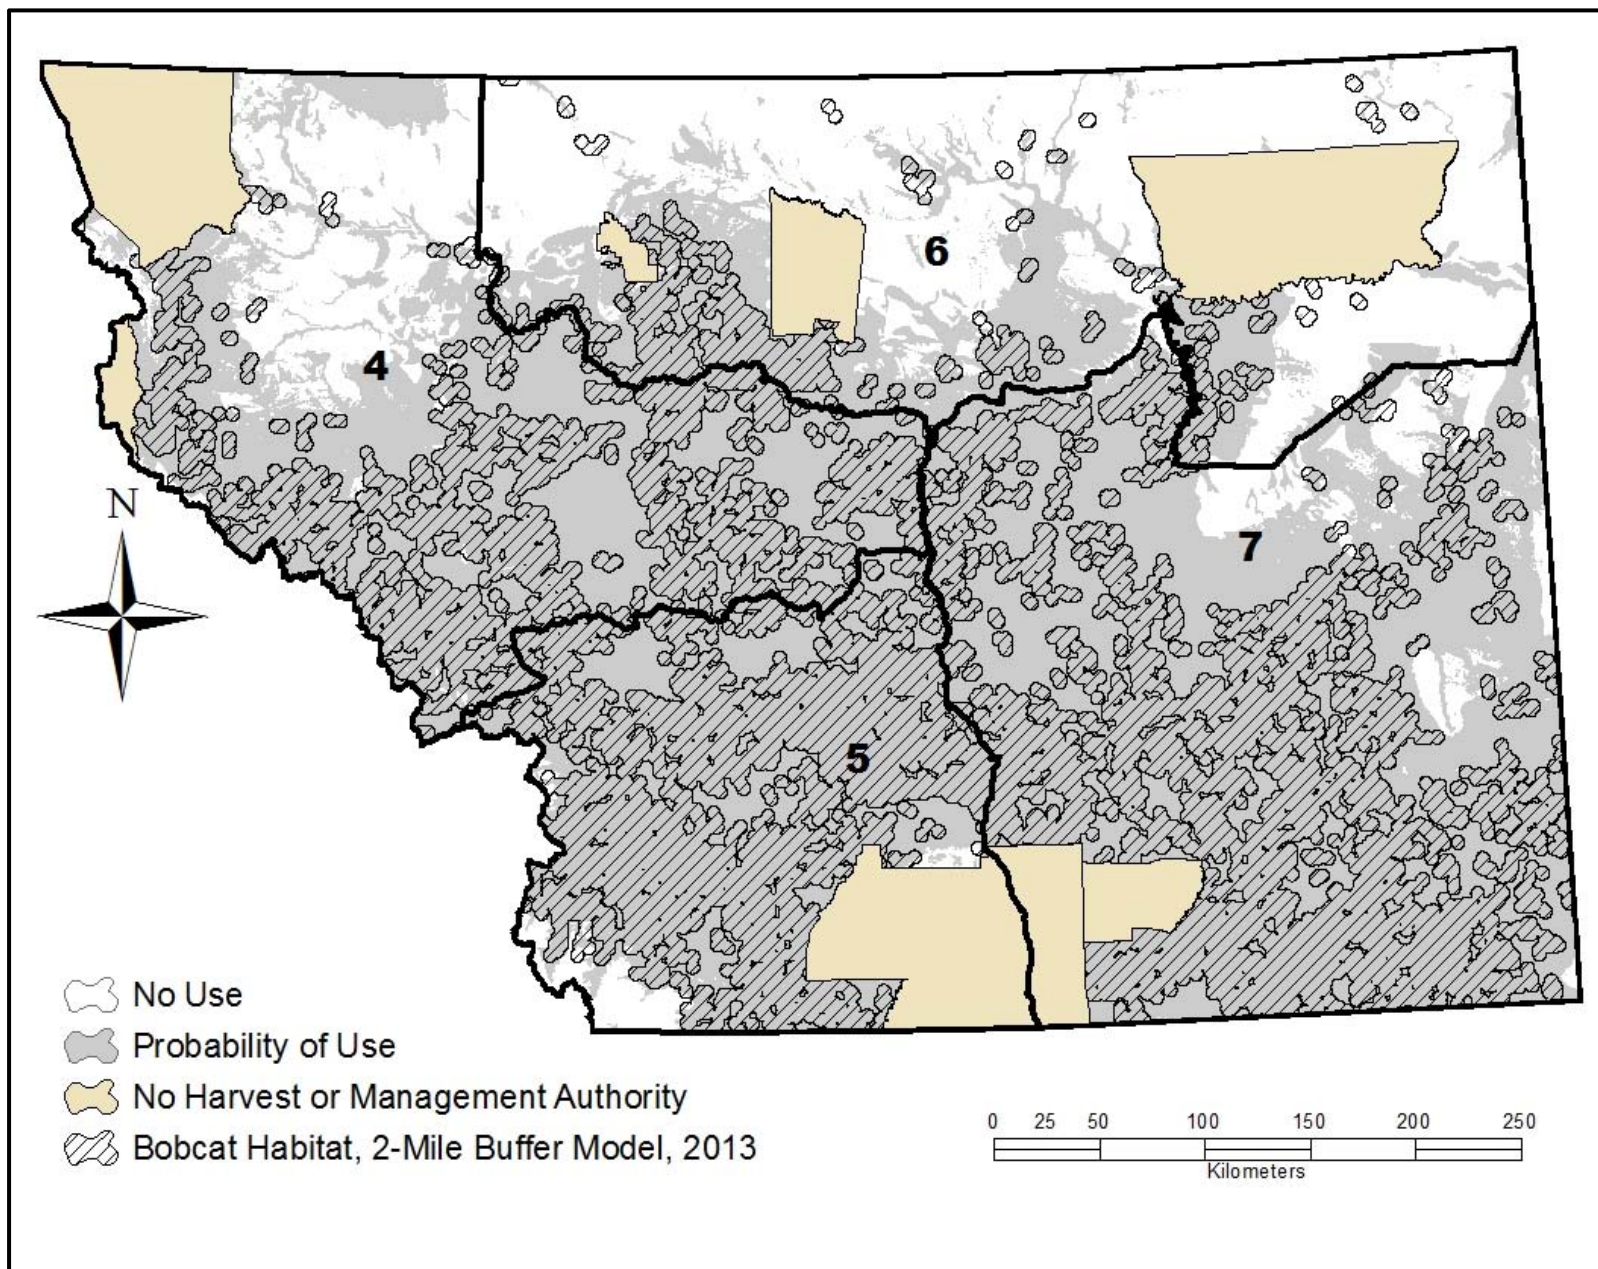 6
4
N
7
5
No Use
Probability of Use
No Harvest or Management Authority
Bobcat Habitat, 2-Mile Buffer Model, 2013
0 25 50 100 150 200 250
Kilometers